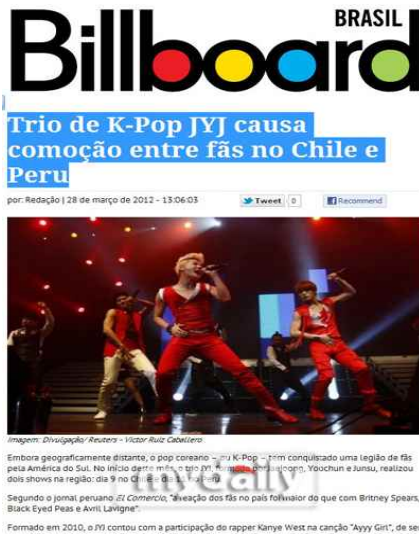 BRASIL
Billboard
Trio de K-Pop JYJ causa
comoção entre fãs no Chile e
Peru
por: Redação | 28 de março de 2012 - 13:06:03
Tweet 0 Recommend
Imagem: Divulgação/ Reuters - Victor Ruiz Caballero
Embora geograficamente distante, o pop coreano - ou K-Pop - tem conquistado uma legião de fãs
pela América do Sul. No início deste mês o trio JYJ, formado por Jaejoong, Yoochun e Junsu, realizou
dois shows na região: dia 9 no Chile e dia 11 no Peru.
myDaily
Segundo o jornal peruano El Comercio, "a reação dos fãs no país foi maior do que com Britney Spears,
Black Eyed Peas e Avril Lavigne".
Formado em 2010, o JYJ contou com a participação do rapper Kanye West na canção "Ayyy Girl", de se